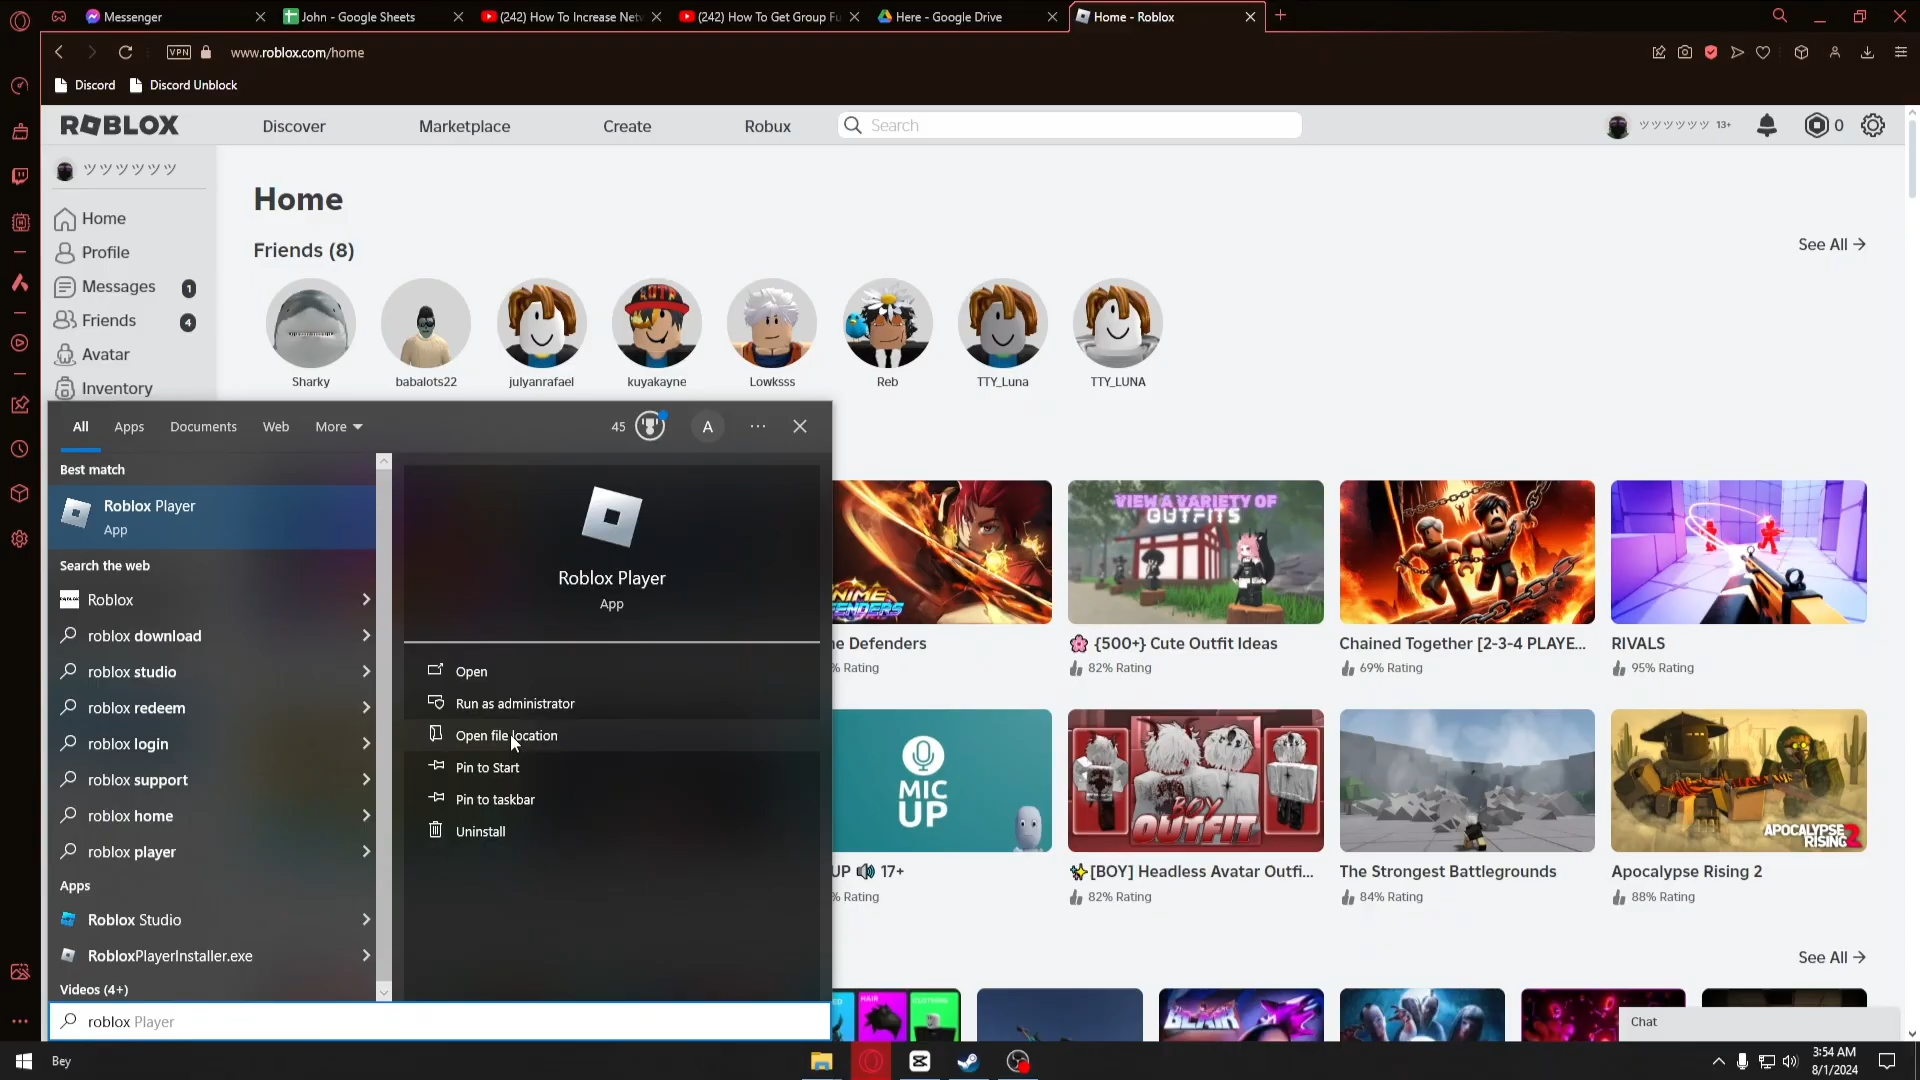 Messenger
John - Google Sheets
(242) How To Increase Net
(242) How To Get Group Fu
Here - Google Drive
Home - Roblox
VPN
www.roblox.com/home
Discord
Discord Unblock
ROBLOX
Discover
Marketplace
Create
Robux
Search
ツツツツツツ 13+
0
ツツツツツツ
Home
Profile
Messages
1
Friends
4
Avatar
Inventory
Home
Friends (8)
See All →
Sharky
babalots22
julyanrafael
kuyakayne
Lowksss
Reb
TTY_Luna
TTY_LUNA
All
Apps
Documents
Web
More
45
A
Best match
Roblox Player
App
Search the web
Roblox
roblox download
roblox studio
roblox redeem
roblox login
roblox support
roblox home
roblox player
Apps
Roblox Studio
RobloxPlayerInstaller.exe
Videos (4+)
roblox Player
Roblox Player
App
Open
Run as administrator
Open file location
Pin to Start
Pin to taskbar
Uninstall
VIEW A VARIETY OF
OUTFITS
ne Defenders
% Rating
🌸 {500+} Cute Outfit Ideas
82% Rating
Chained Together [2-3-4 PLAYE...
69% Rating
RIVALS
95% Rating
MIC
UP
BOY
OUTFIT
APOCALYPSE
RISING 2
UP 🔊 17+
% Rating
✨[BOY] Headless Avatar Outfi...
82% Rating
The Strongest Battlegrounds
84% Rating
Apocalypse Rising 2
88% Rating
See All →
HAIR
CLOTHING
BLAIR
Chat
Bey
3:54 AM
8/1/2024